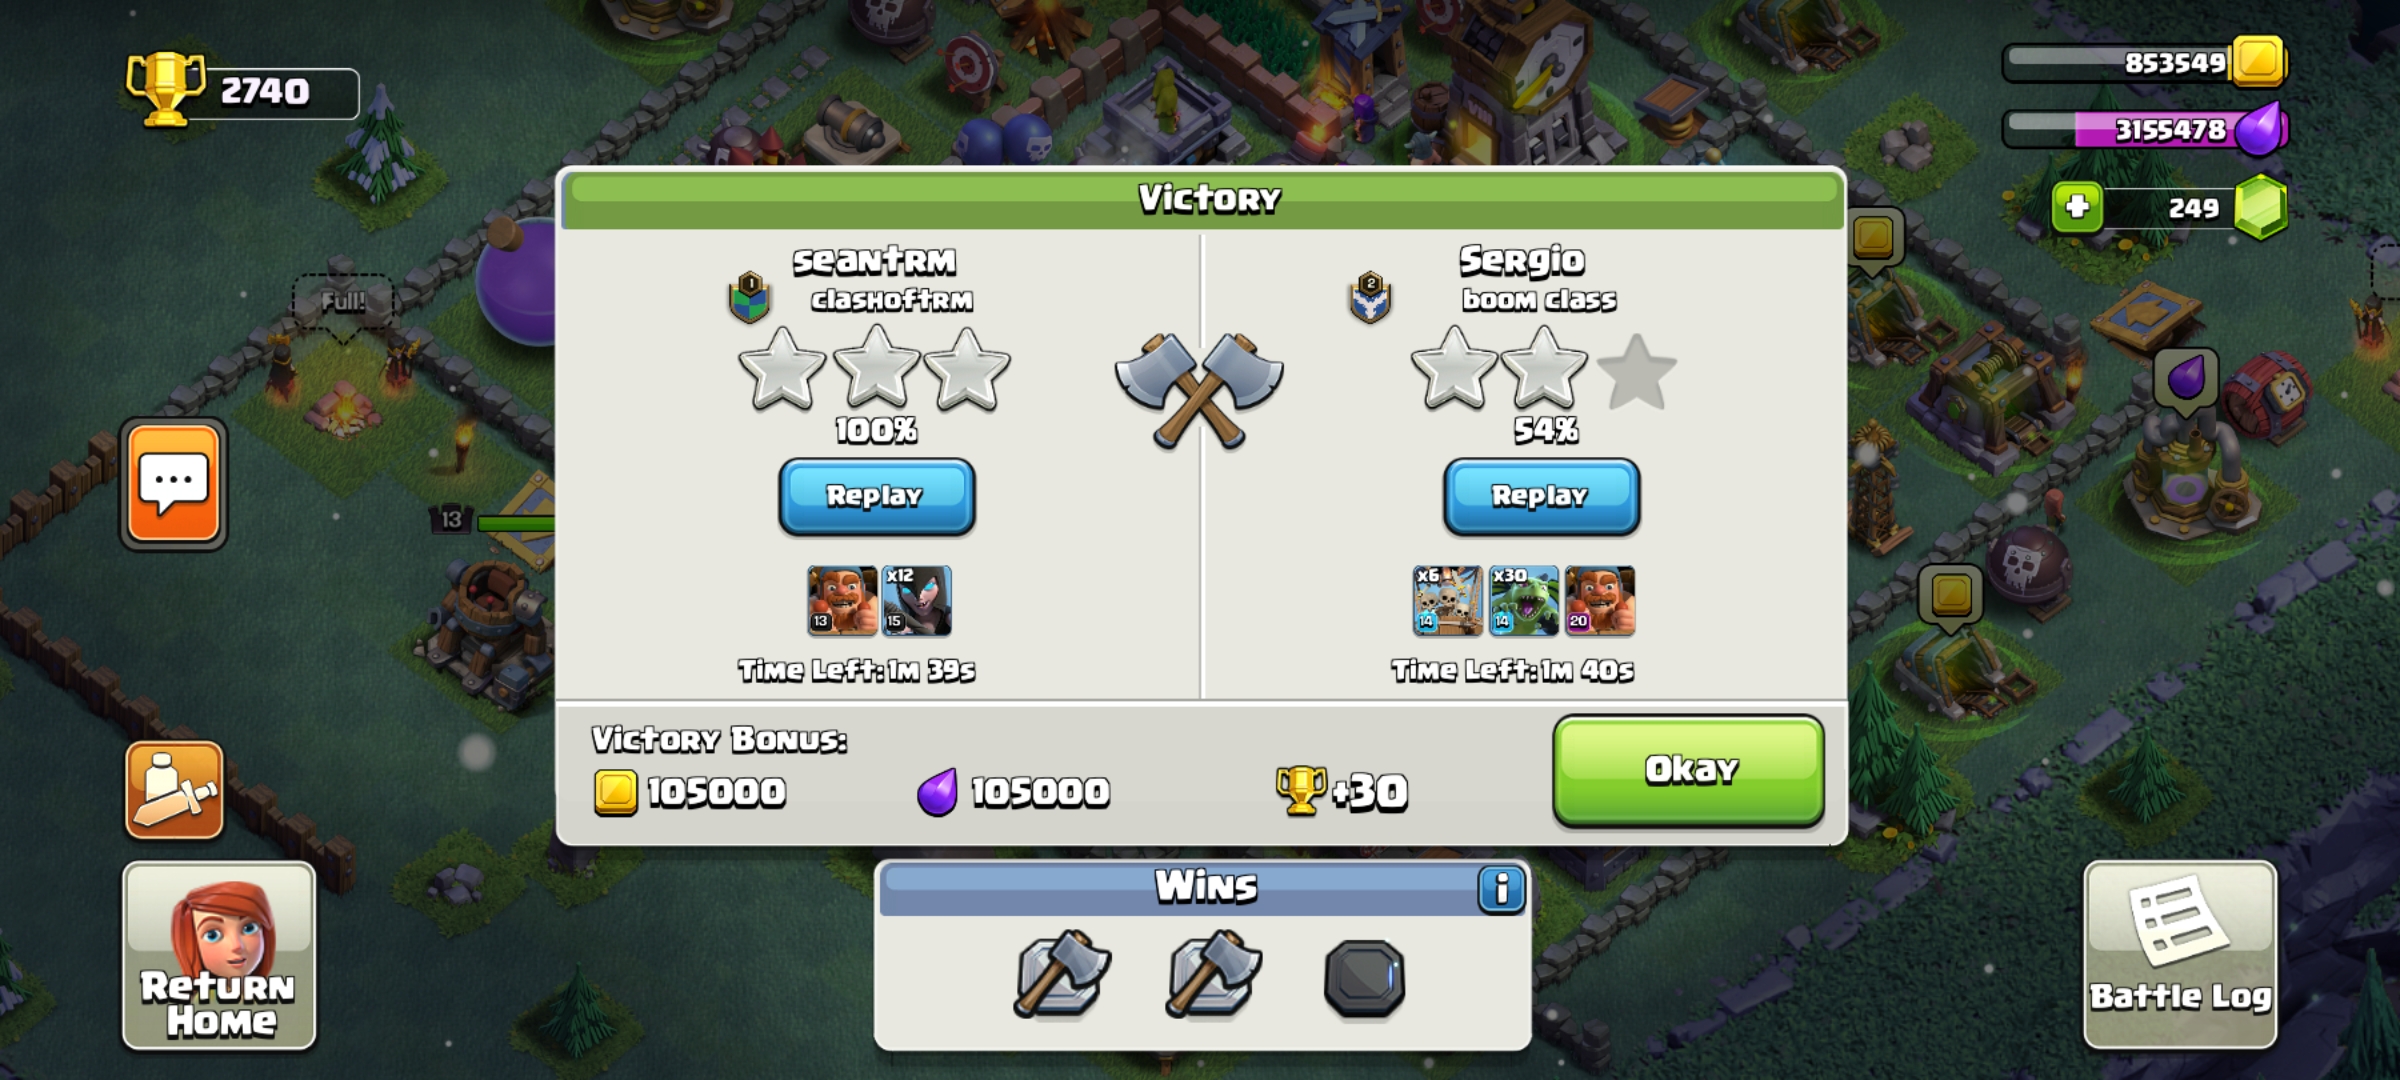 2740
853549
3155478
249
Full!
13
Victory
seantrm
1
clashoftrm
100%
Replay
13
x12
15
Time Left:1m 39s
Sergio
2
boom class
54%
Replay
x6
14
x30
14
20
Time Left:1m 40s
Victory Bonus:
105000
105000
+30
Okay
Wins
i
Return
Home
Battle Log